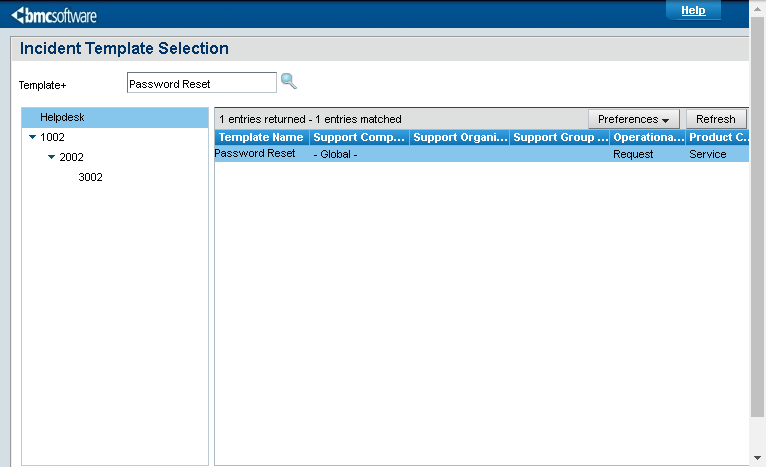 bmcsoftware
Help
Incident Template Selection
Template+ Password Reset
Helpdesk
1002
2002
3002
1 entries returned - 1 entries matched Preferences Refresh
Template Name Support Comp... Support Organi... Support Group ... Operationa... Product C...
Password Reset - Global - Request Service